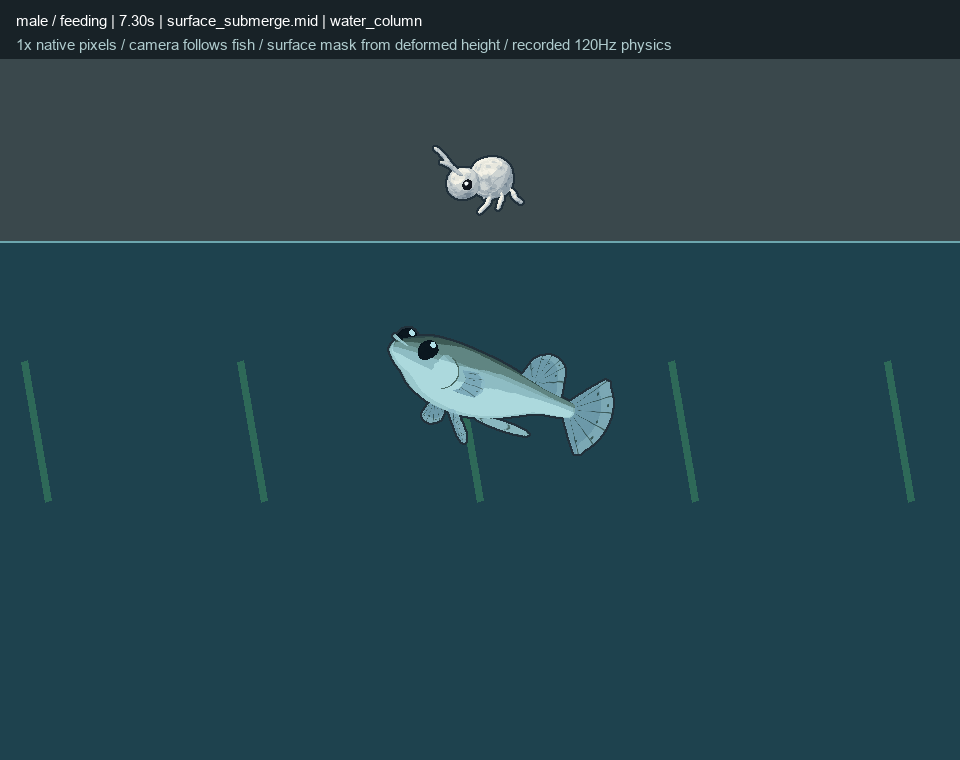 male / feeding | 7.30s | surface_submerge.mid | water_column
1x native pixels / camera follows fish / surface mask from deformed height / recorded 120Hz physics